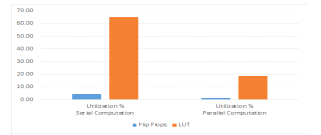 70.00
60.00
50.00
40.00
30.00
20.00
10.00
0.00
Utilization % Utilization %
Serial Computation Parallel Computation
Flip Flops LUT